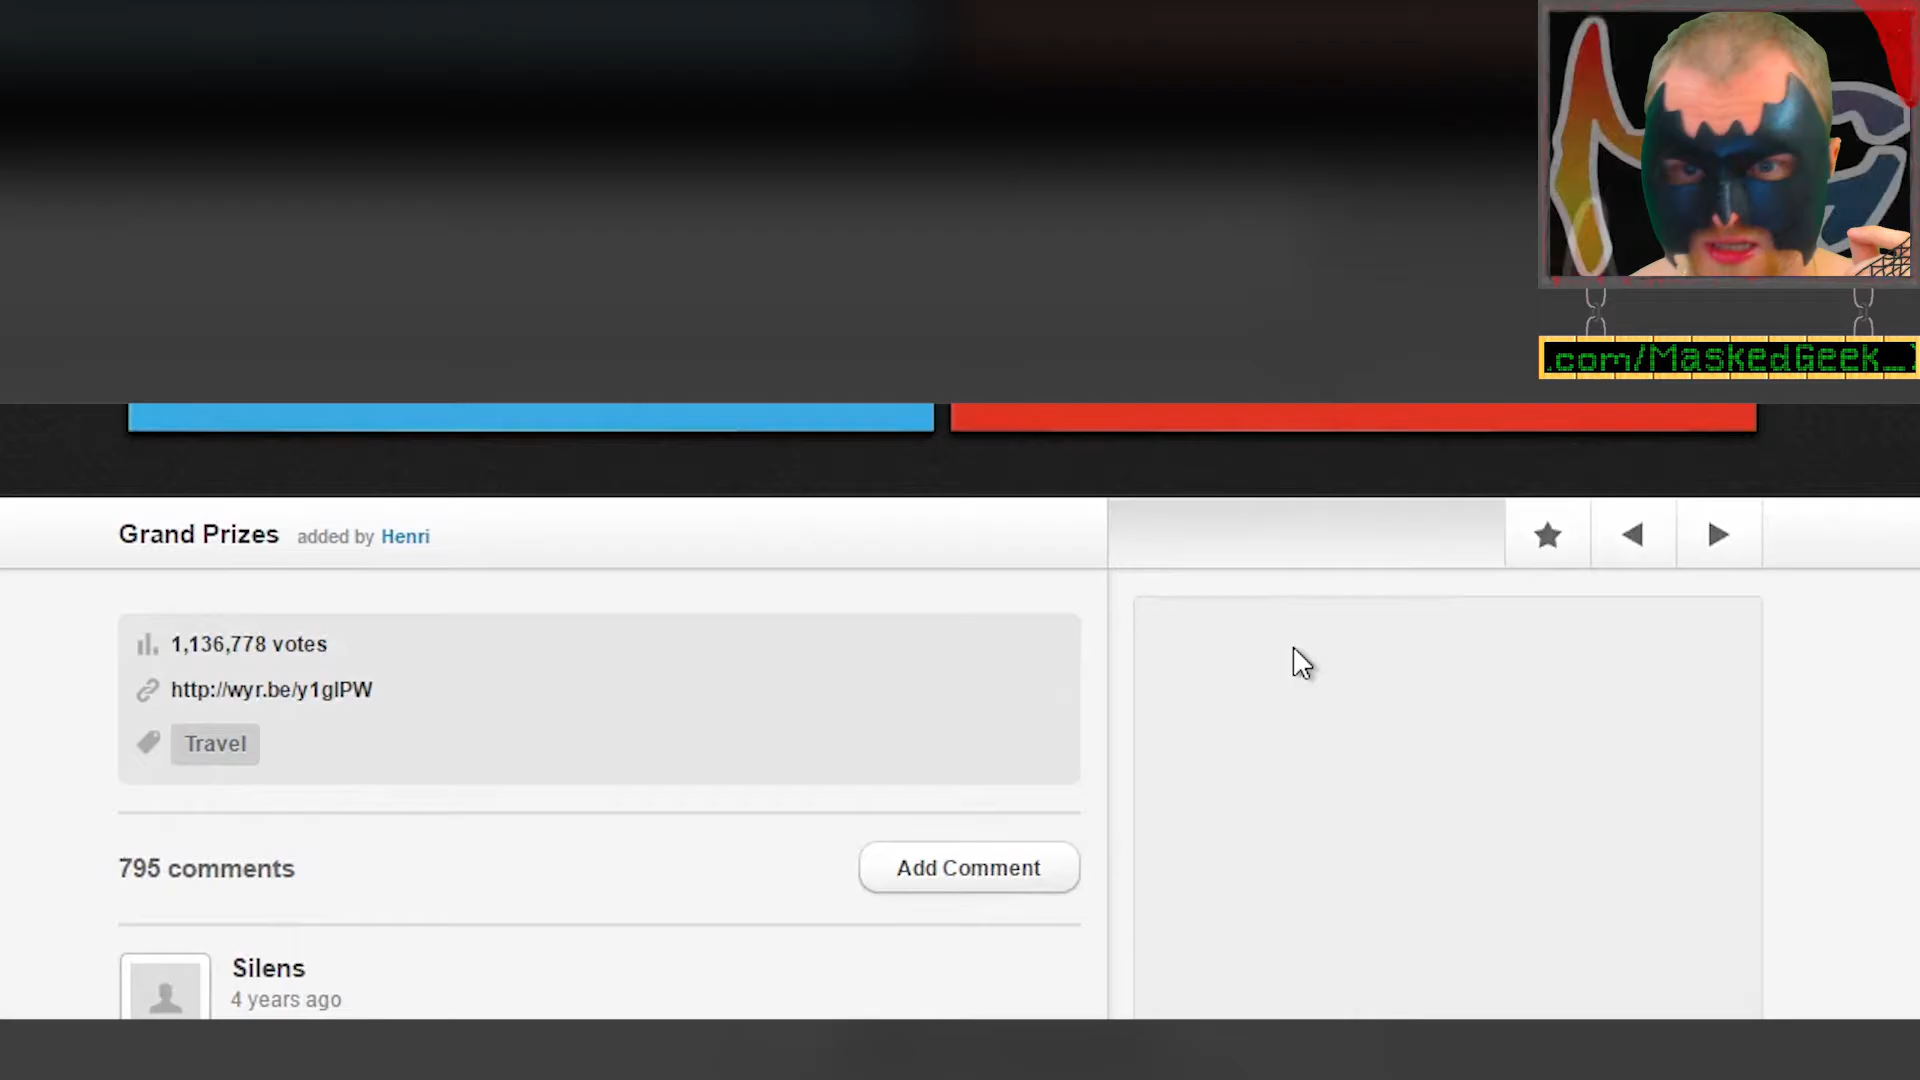 .com/MaskedGeek_
Grand Prizes added by Henri
1,136,778 votes
http://wyr.be/y1glPW
Travel
795 comments
Add Comment
Silens
4 years ago